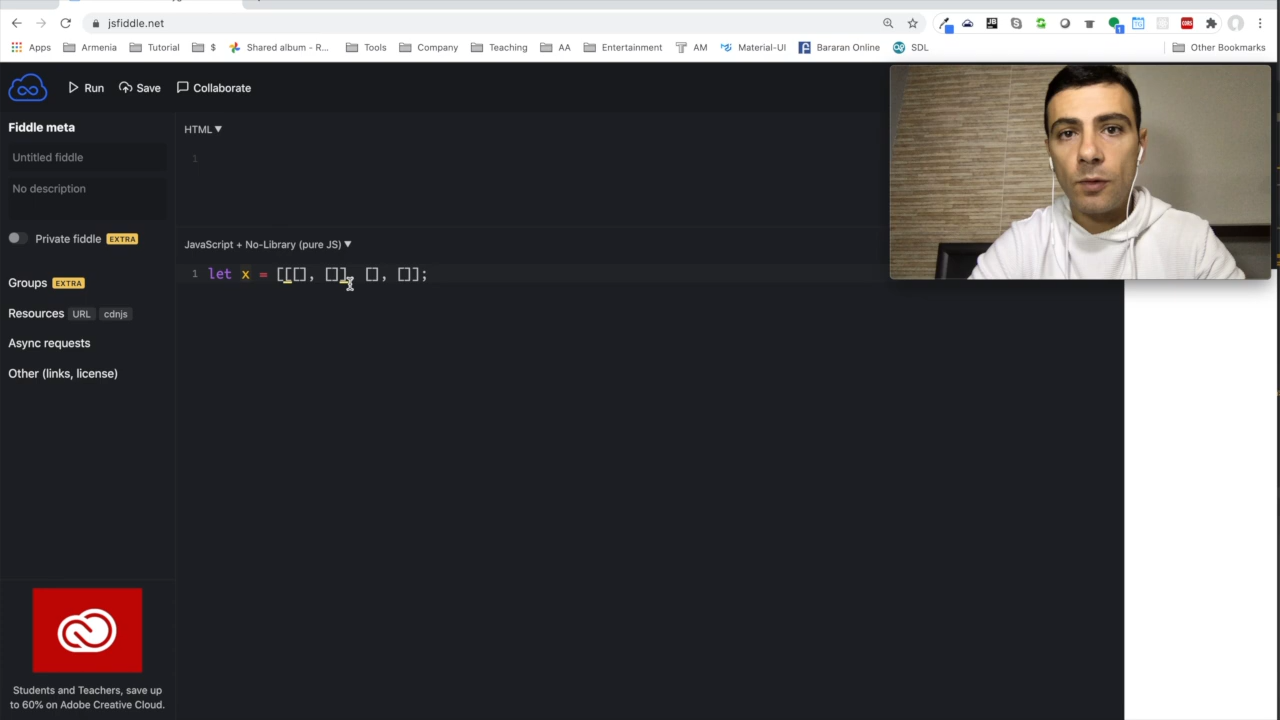 jsfiddle.net
Apps Armenia Tutorial $ Shared album - R... Tools Company Teaching AA Entertainment AM Material-UI Bararan Online SDL Other Bookmarks
Run Save Collaborate
Fiddle meta
Untitled fiddle
No description
Private fiddle EXTRA
Groups EXTRA
Resources URL cdnjs
Async requests
Other (links, license)
HTML ▼
1
JavaScript + No-Library (pure JS) ▼
1 let x = [[[], []], [], []];
Students and Teachers, save up
to 60% on Adobe Creative Cloud.